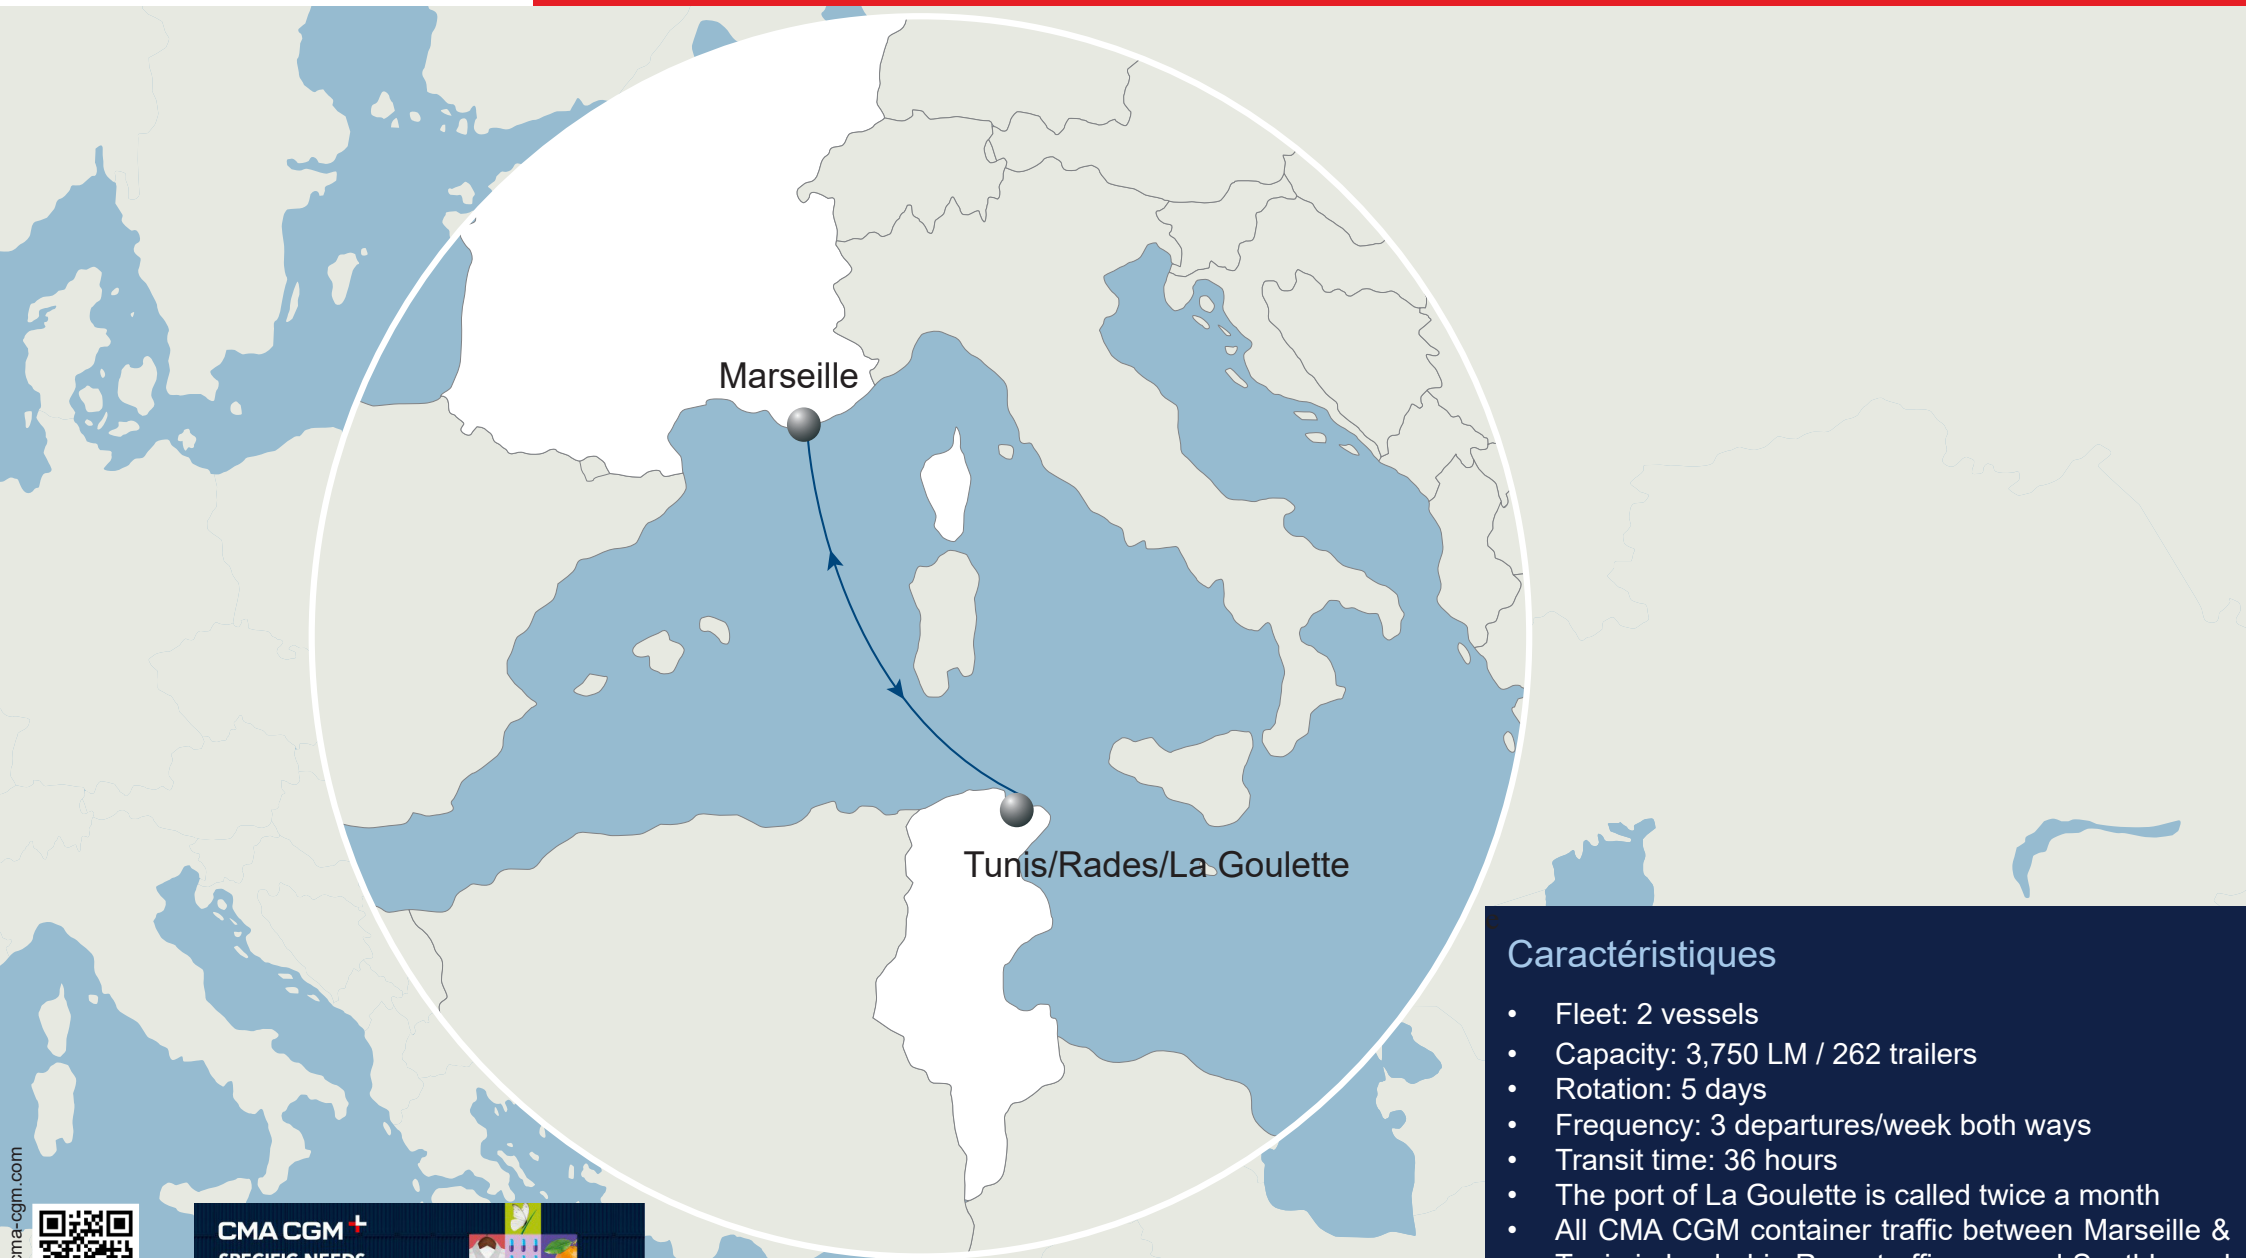 Marseille
Tunis/Rades/La Goulette
Caractéristiques
• Fleet: 2 vessels
• Capacity: 3,750 LM / 262 trailers
• Rotation: 5 days
• Frequency: 3 departures/week both ways
• Transit time: 36 hours
• The port of La Goulette is called twice a month
• All CMA CGM container traffic between Marseille &
cma-cgm.com
CMA CGM +
SPECIFIC NEEDS